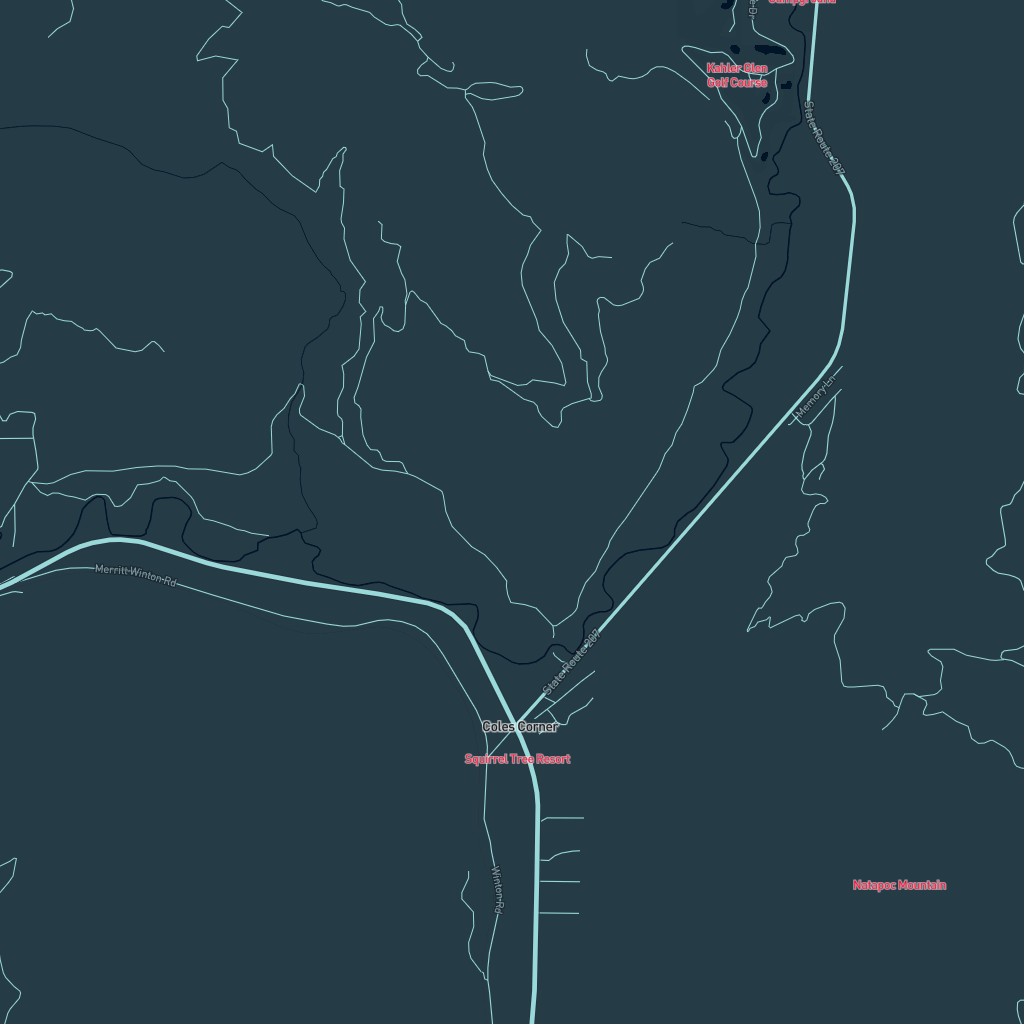 Campground
Kahler Glen
Golf Course
State Route 207
Memory Ln
Merritt Winton Rd
State Route 207
Coles Corner
Squirrel Tree Resort
Winton Rd
Natapoc Mountain